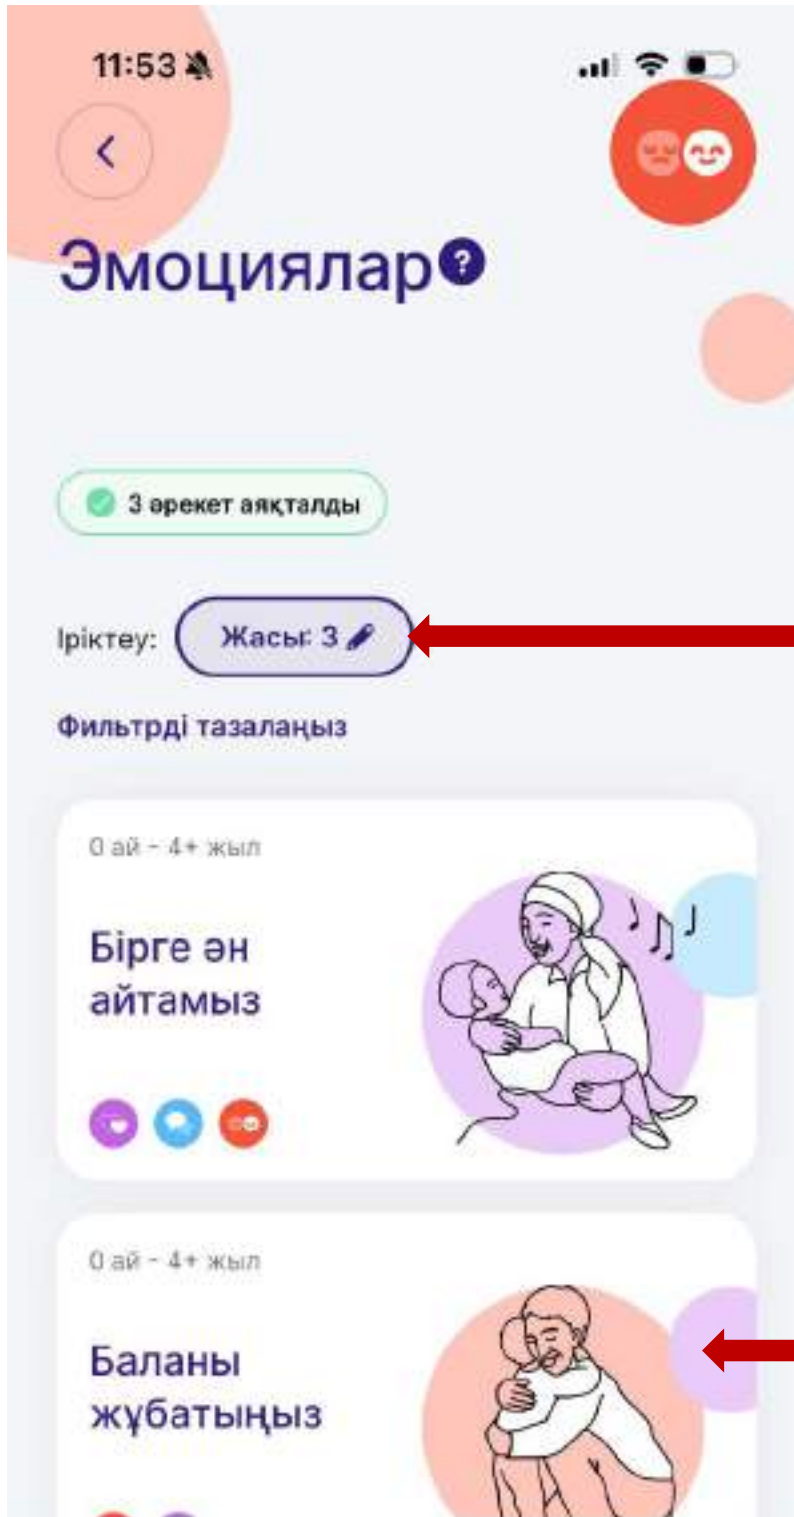 11:53
Эмоциялар?
3 әрекет аяқталды
Іріктеу: Жасы: 3
Фильтрді тазалаңыз
0 ай - 4+ жыл
Бірге ән
айтамыз
0 ай - 4+ жыл
Баланы
жұбатыңыз